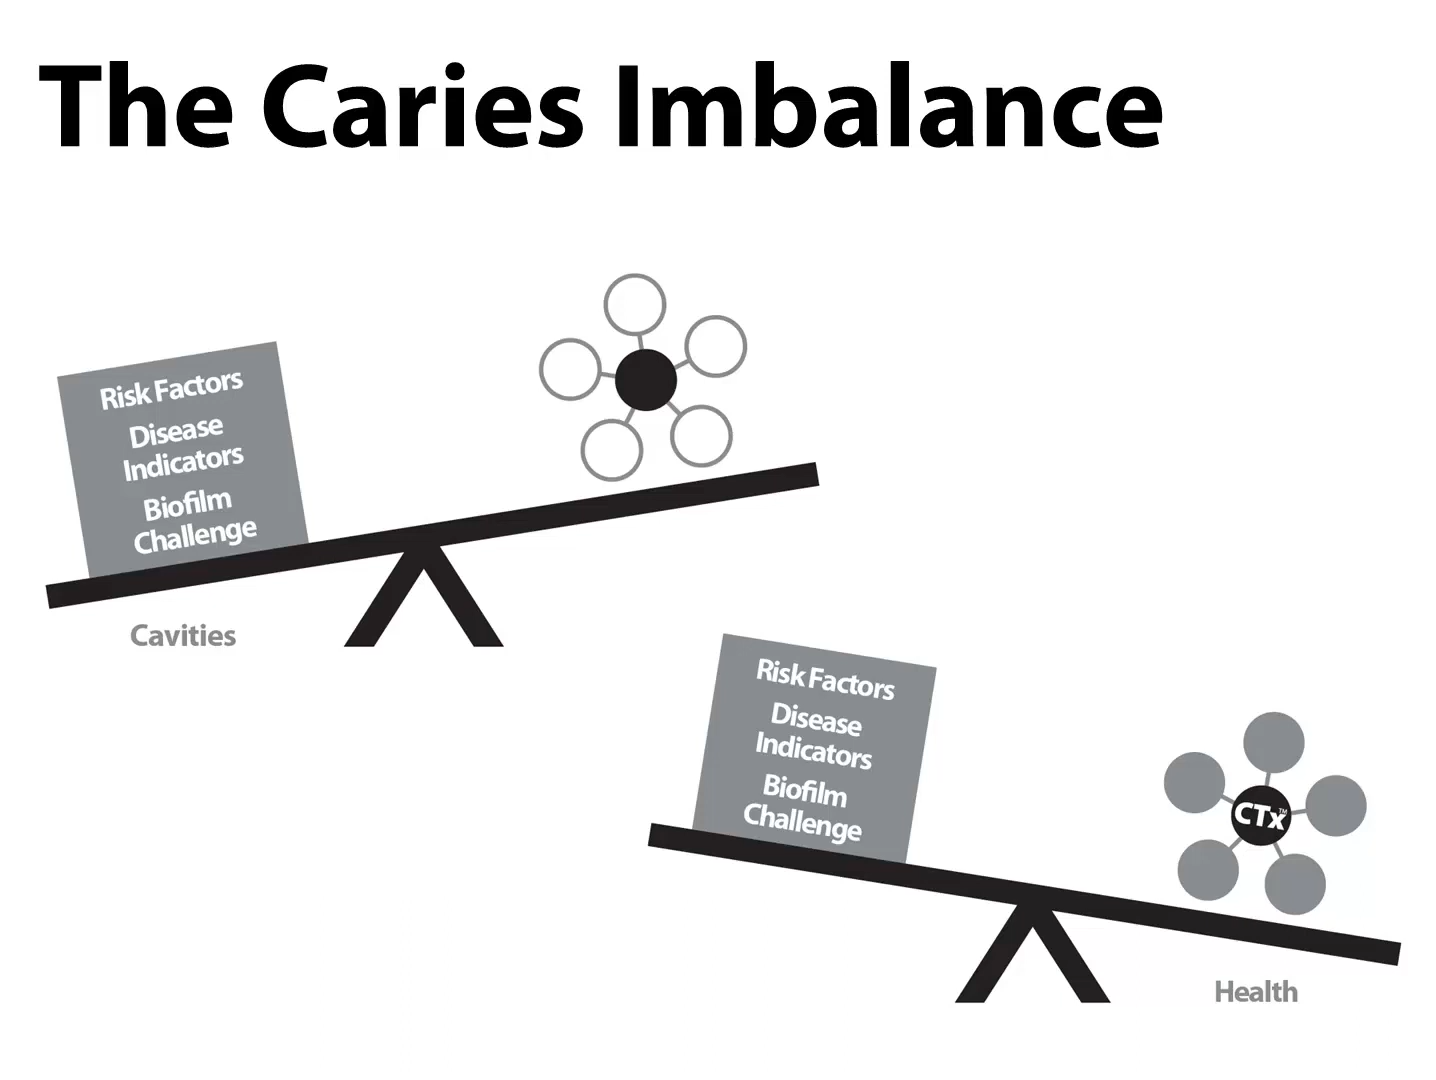 The Caries Imbalance
Risk Factors
Disease
Indicators
Biofilm
Challenge
Cavities
Risk Factors
Disease
Indicators
Biofilm
Challenge
CTx™
Health